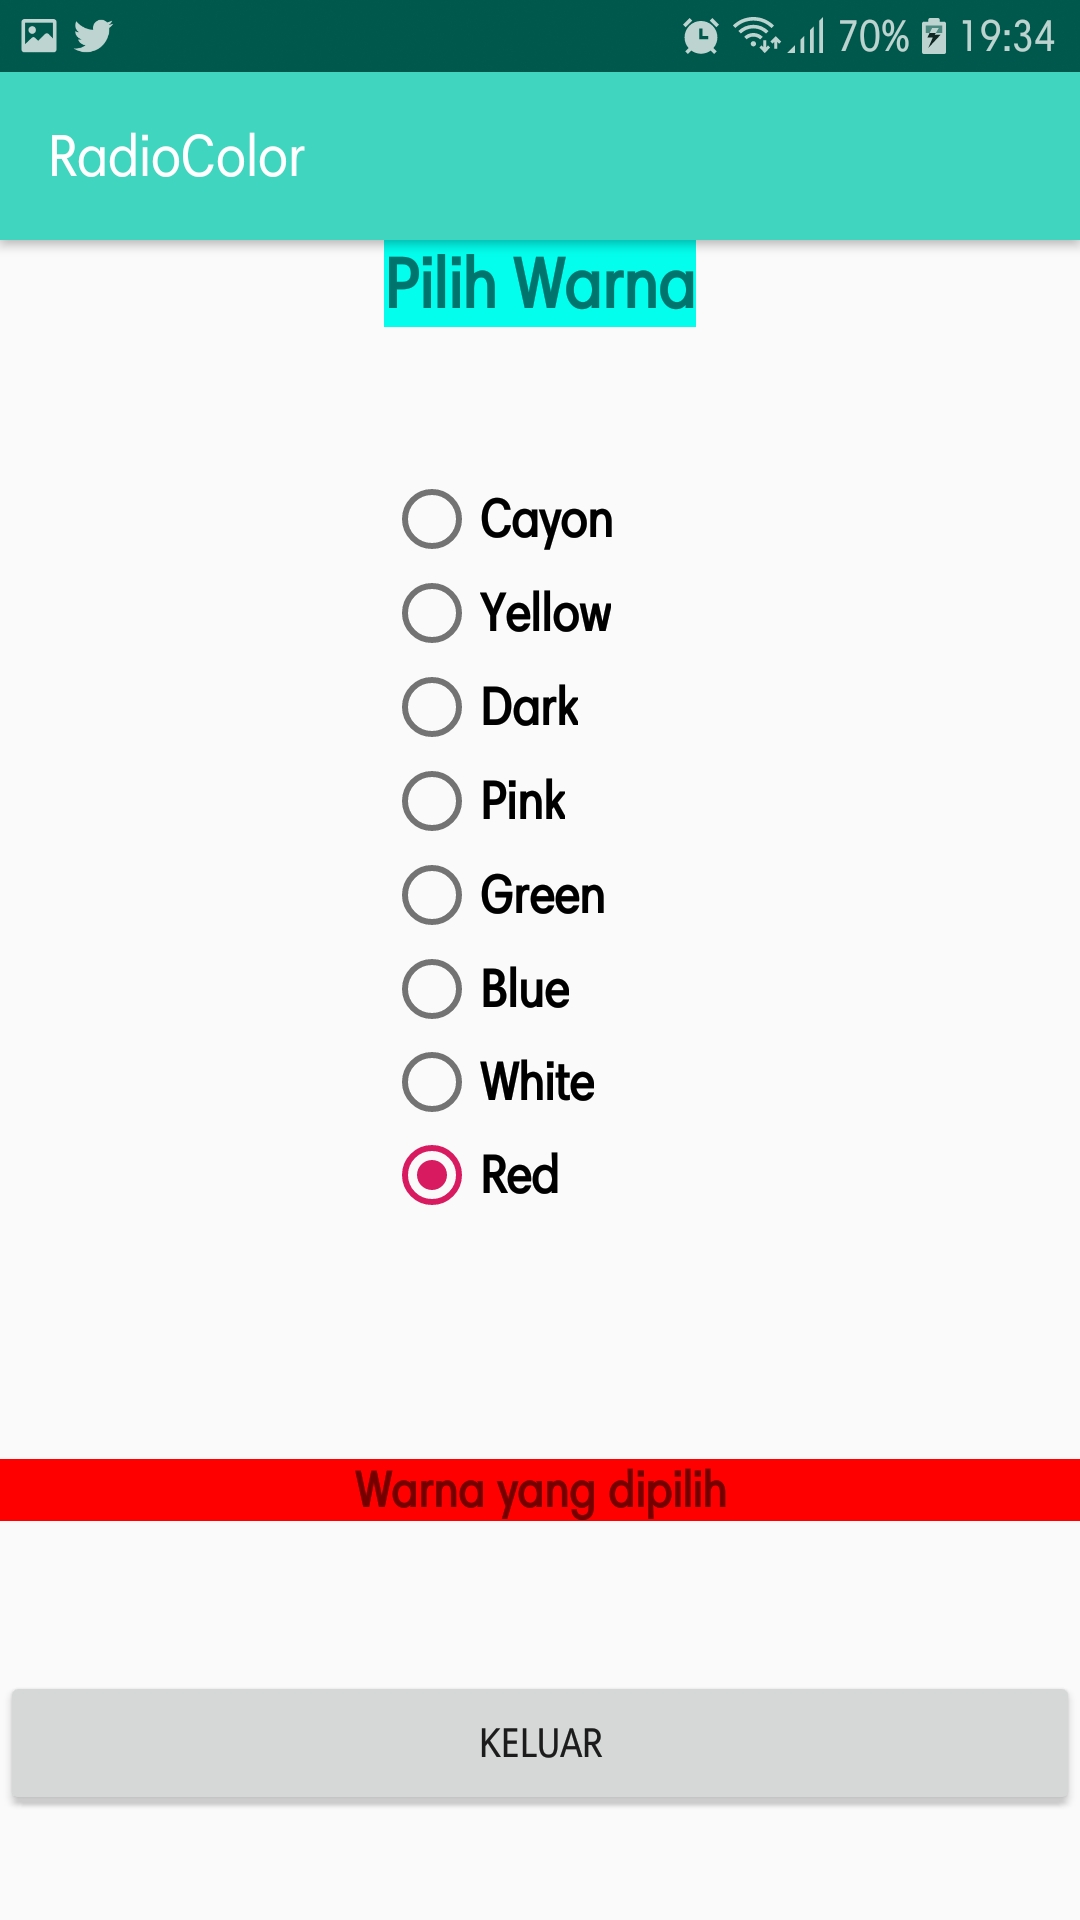 70% 19:34
RadioColor
Pilih Warna
Cayon
Yellow
Dark
Pink
Green
Blue
White
Red
Warna yang dipilih
KELUAR